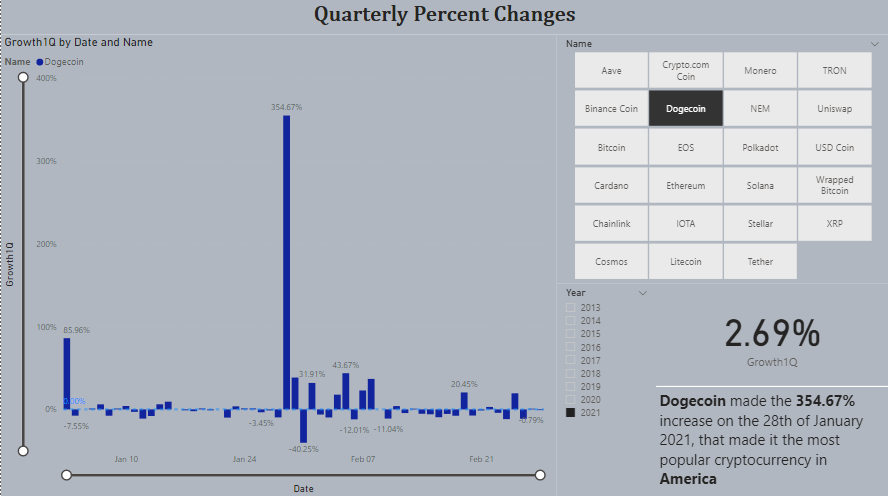 Quarterly Percent Changes
Growth1Q by Date and Name
Name Dogecoin
400%
300%
200%
100%
0%
Growth1Q
85.96%
0.00%
-7.55%
-3.45%
354.67%
-40.25%
31.91%
43.67%
-12.01%
-11.04%
20.45%
-0.79%
Jan 10
Jan 24
Feb 07
Feb 21
Date
Name
Aave
Crypto.com
Coin
Monero
TRON
Binance Coin
Dogecoin
NEM
Uniswap
Bitcoin
EOS
Polkadot
USD Coin
Cardano
Ethereum
Solana
Wrapped
Bitcoin
Chainlink
IOTA
Stellar
XRP
Cosmos
Litecoin
Tether
Year
2013
2014
2015
2016
2017
2018
2019
2020
2021
2.69%
Growth1Q
Dogecoin made the 354.67%
increase on the 28th of January
2021, that made it the most
popular cryptocurrency in
America